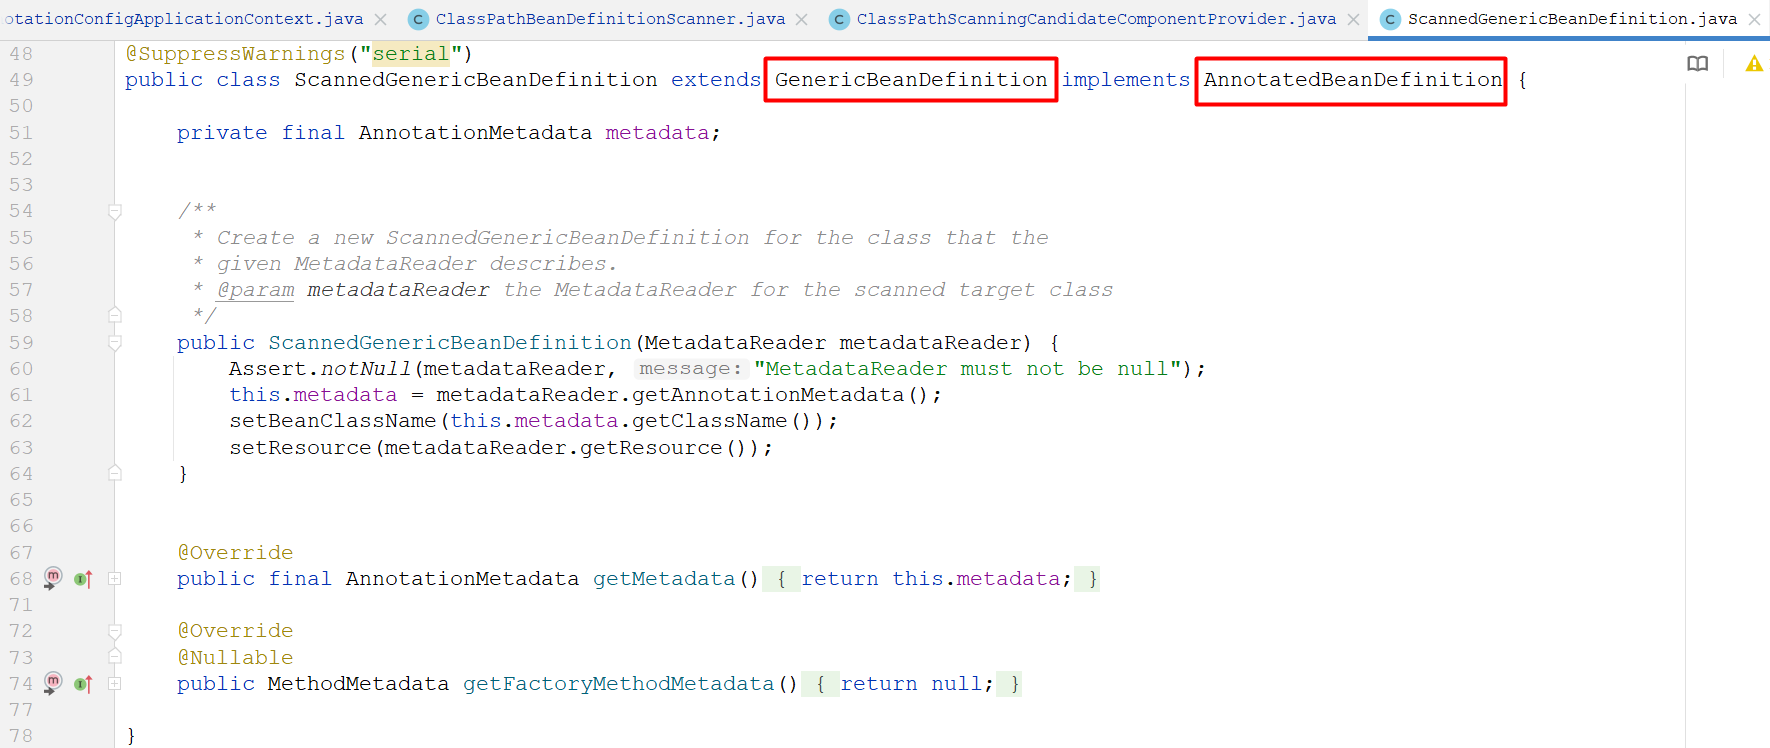 otationConfigApplicationContext.java ClassPathBeanDefinitionScanner.java ClassPathScanningCandidateComponentProvider.java ScannedGenericBeanDefinition.java
48 @SuppressWarnings("serial")
49 public class ScannedGenericBeanDefinition extends GenericBeanDefinition implements AnnotatedBeanDefinition {
50
51 private final AnnotationMetadata metadata;
52
53
54 /**
55 * Create a new ScannedGenericBeanDefinition for the class that the
56 * given MetadataReader describes.
57 * @param metadataReader the MetadataReader for the scanned target class
58 */
59 public ScannedGenericBeanDefinition(MetadataReader metadataReader) {
60 Assert.notNull(metadataReader, message: "MetadataReader must not be null");
61 this.metadata = metadataReader.getAnnotationMetadata();
62 setBeanClassName(this.metadata.getClassName());
63 setResource(metadataReader.getResource());
64 }
65
66
67 @Override
68 public final AnnotationMetadata getMetadata() { return this.metadata; }
71
72 @Override
73 @Nullable
74 public MethodMetadata getFactoryMethodMetadata() { return null; }
77
78 }